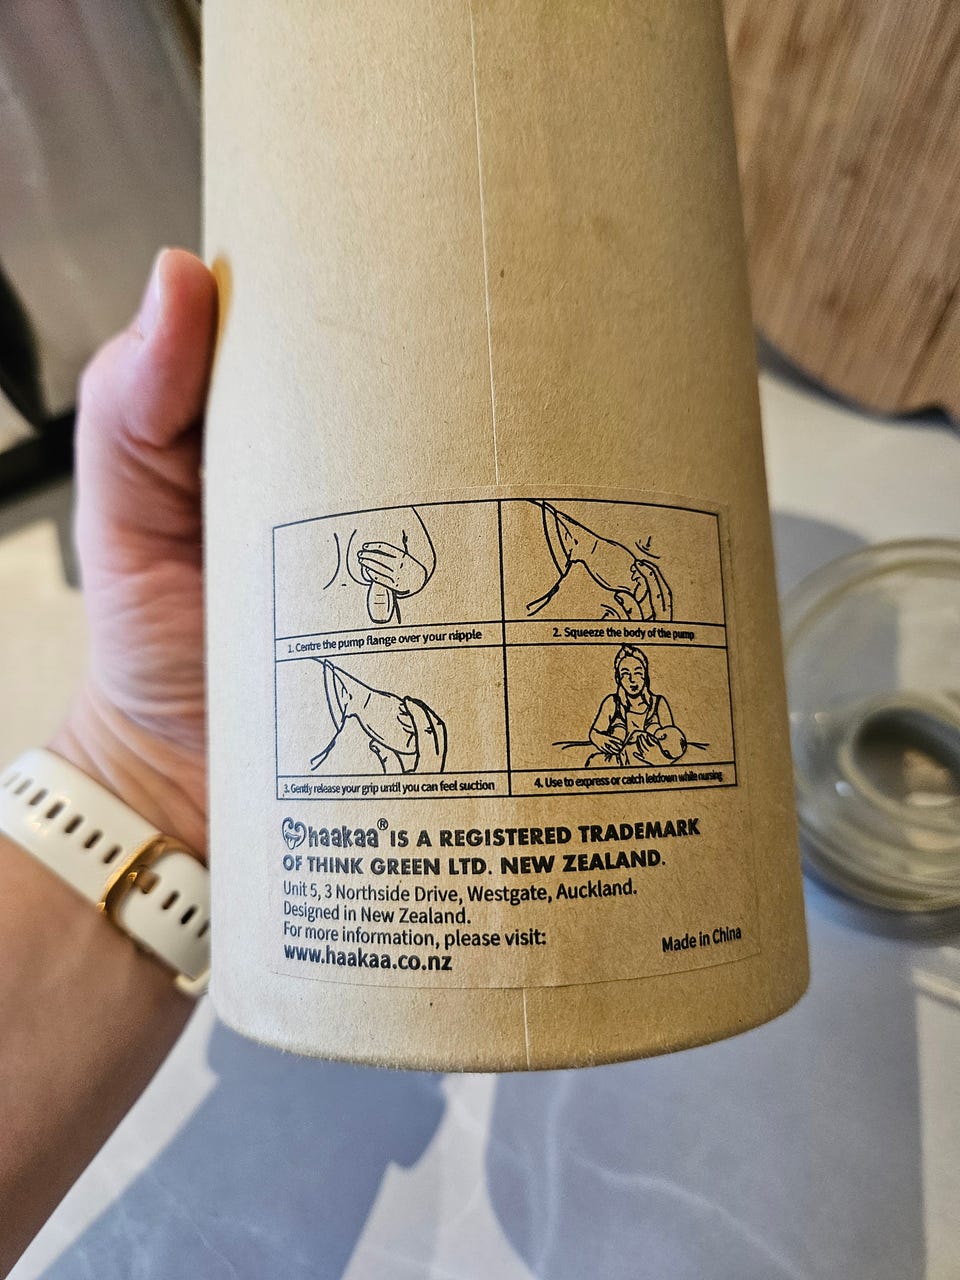 1. Centre the pump flange over your nipple
2. Squeeze the body of the pump
3. Gently release your grip until you can feel suction
4. Use to express or catch letdown while nursing
haakaa® IS A REGISTERED TRADEMARK
OF THINK GREEN LTD. NEW ZEALAND.
Unit 5, 3 Northside Drive, Westgate, Auckland.
Designed in New Zealand.
For more information, please visit:
www.haakaa.co.nz
Made in China